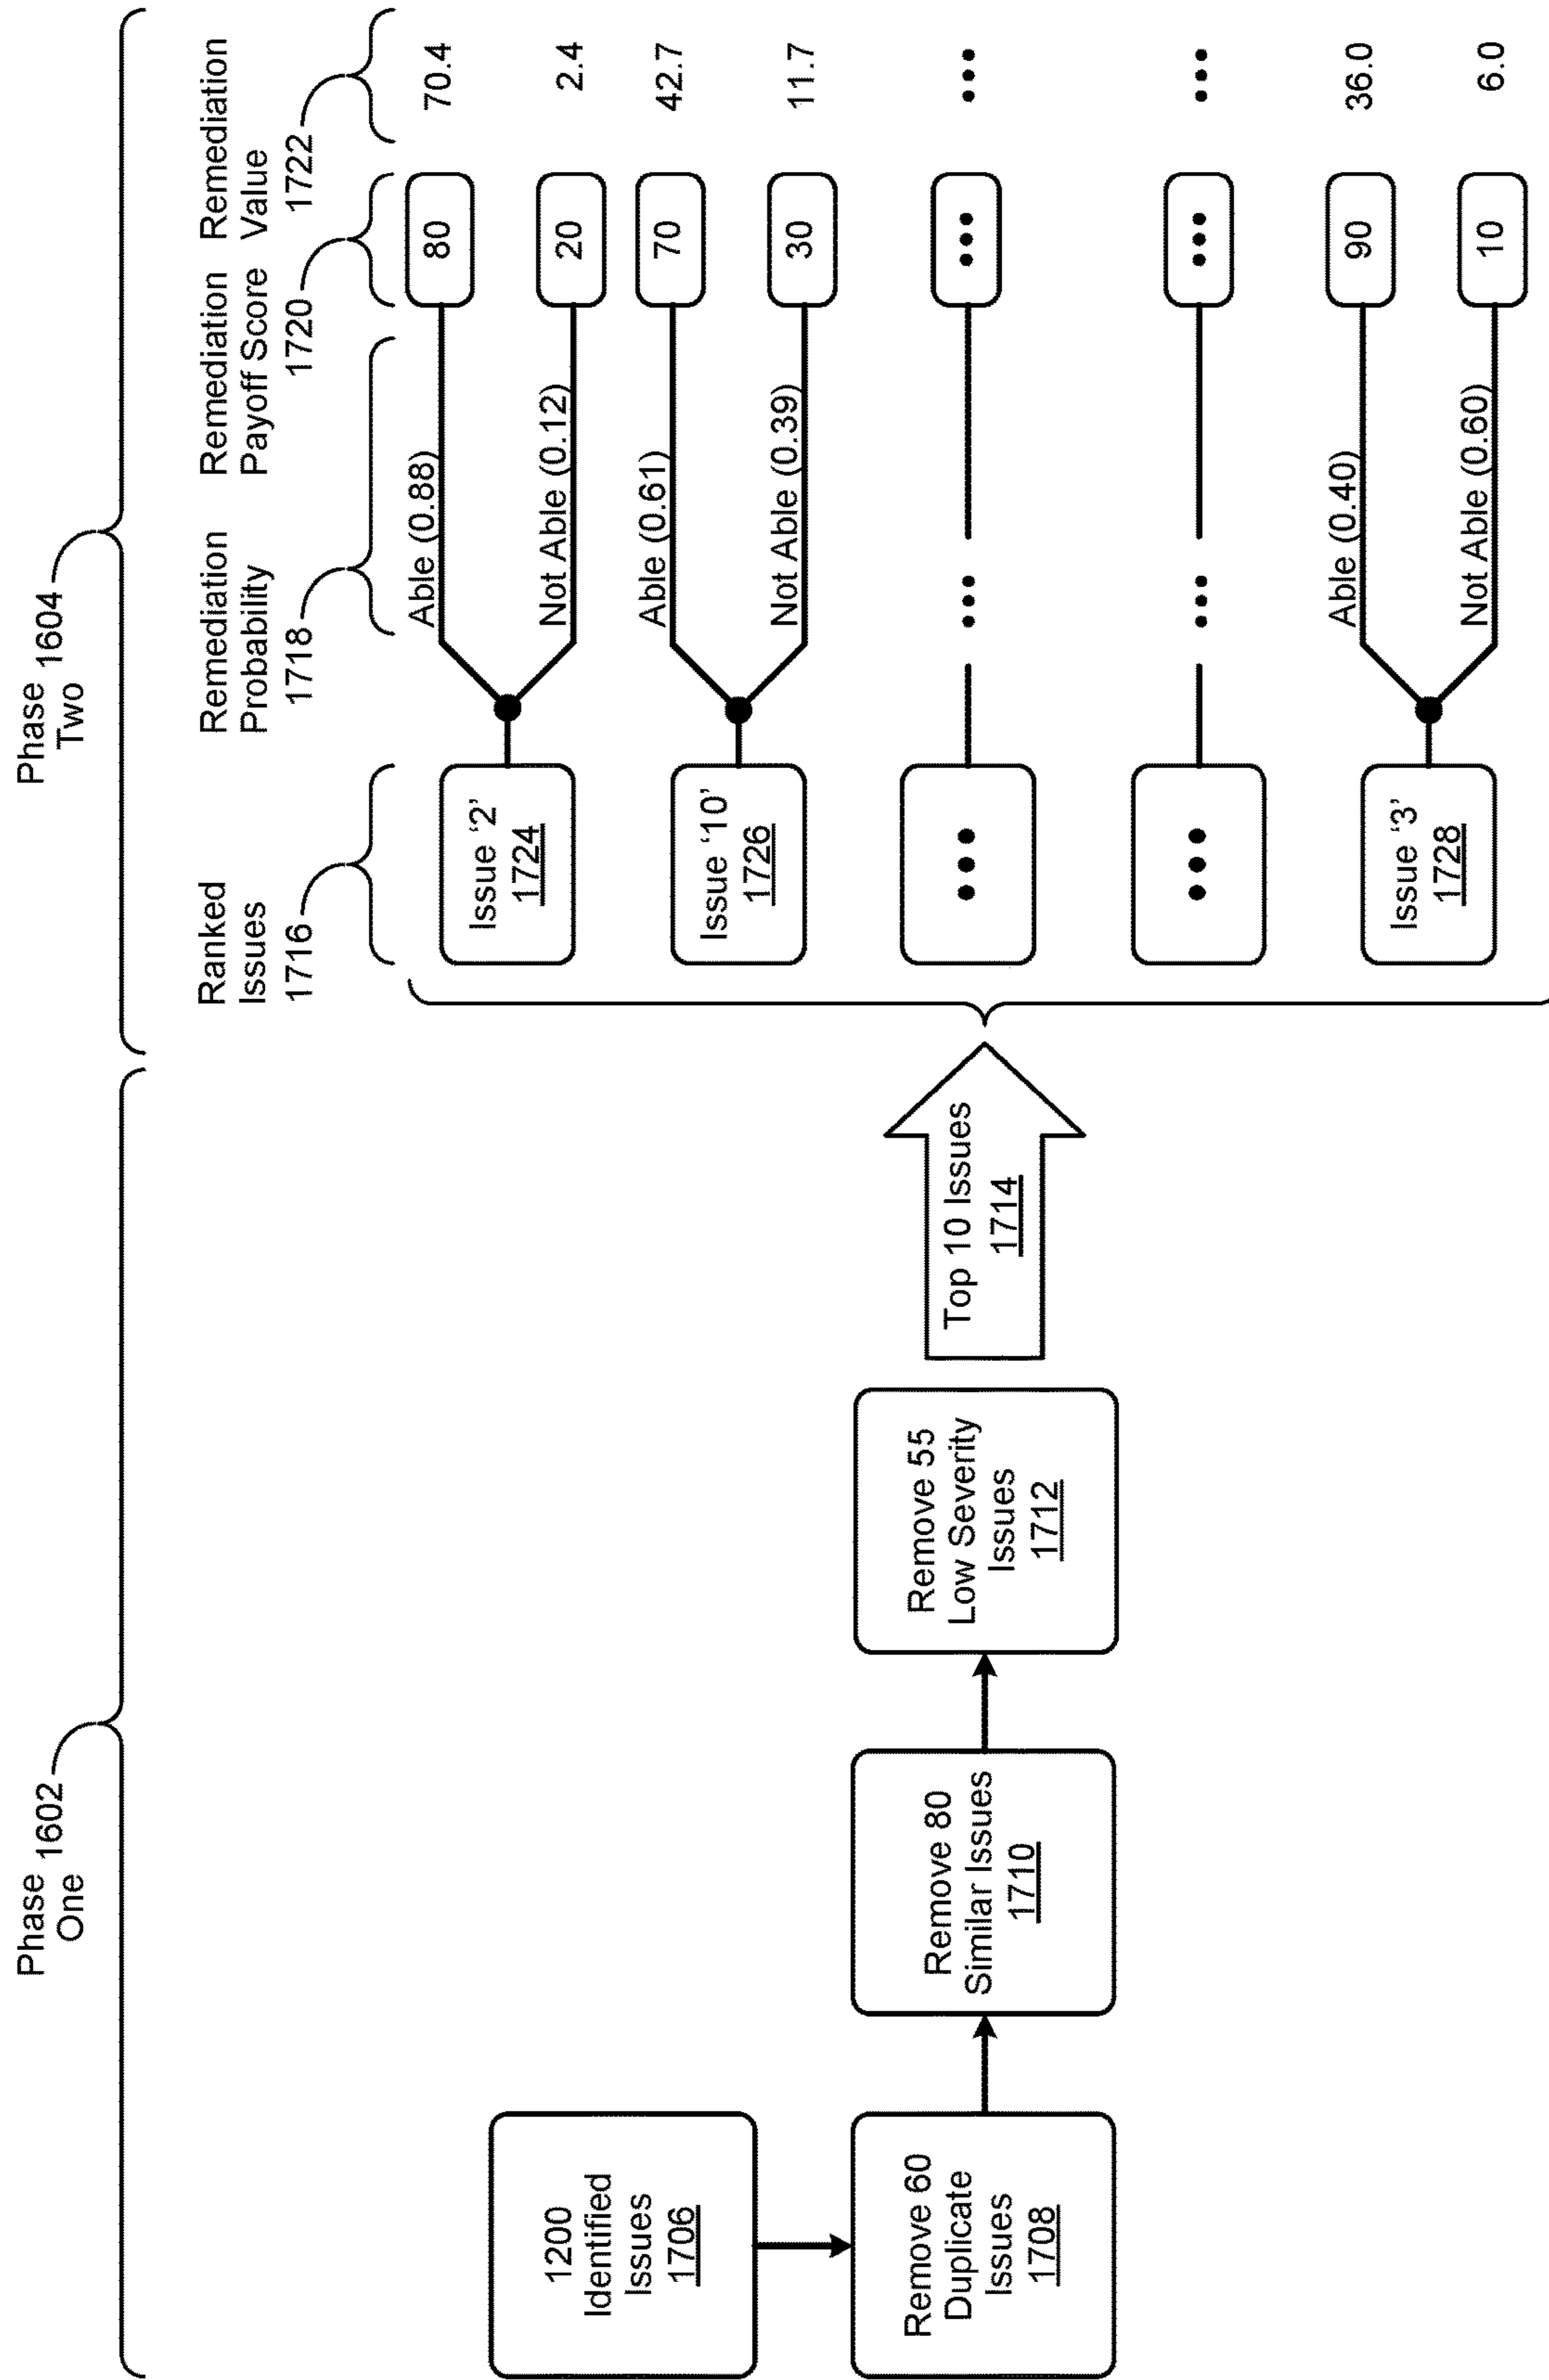 Phase
One
1602
Phase
Two
1604
1200
Identified
Issues
1706
Remove 60
Duplicate
Issues
1708
Remove 80
Similar Issues
1710
Remove 55
Low Severity
Issues
1712
Top 10 Issues
1714
Ranked
Issues
1716
Remediation
Probability
1718
Remediation
Payoff Score
1720
Remediation
Value
1722
Issue ‘2’
1724
Able (0.88)
80
70.4
Not Able (0.12)
20
2.4
Issue ‘10’
1726
Able (0.61)
70
42.7
Not Able (0.39)
30
11.7
•••
•••
•••
•••
•••
•••
•••
•••
Issue ‘3’
1728
Able (0.40)
90
36.0
Not Able (0.60)
10
6.0